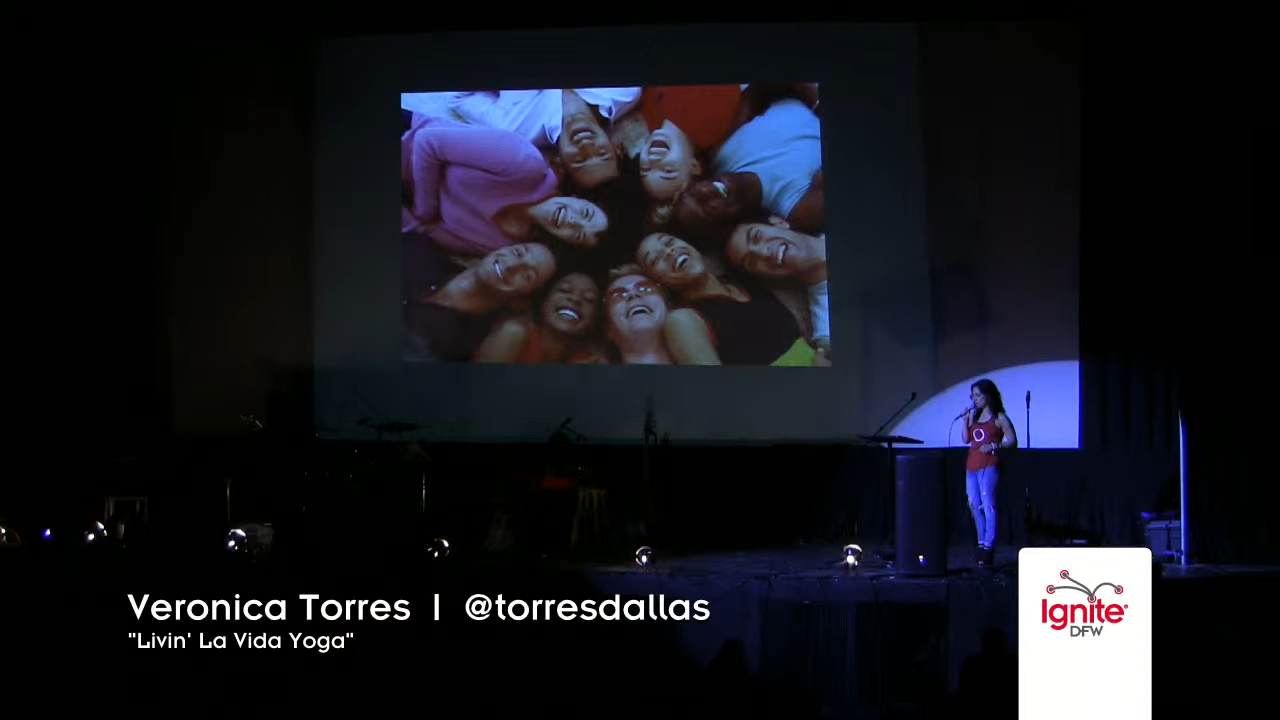 Veronica Torres | @torresdallas
"Livin' La Vida Yoga"
Ignite
DFW